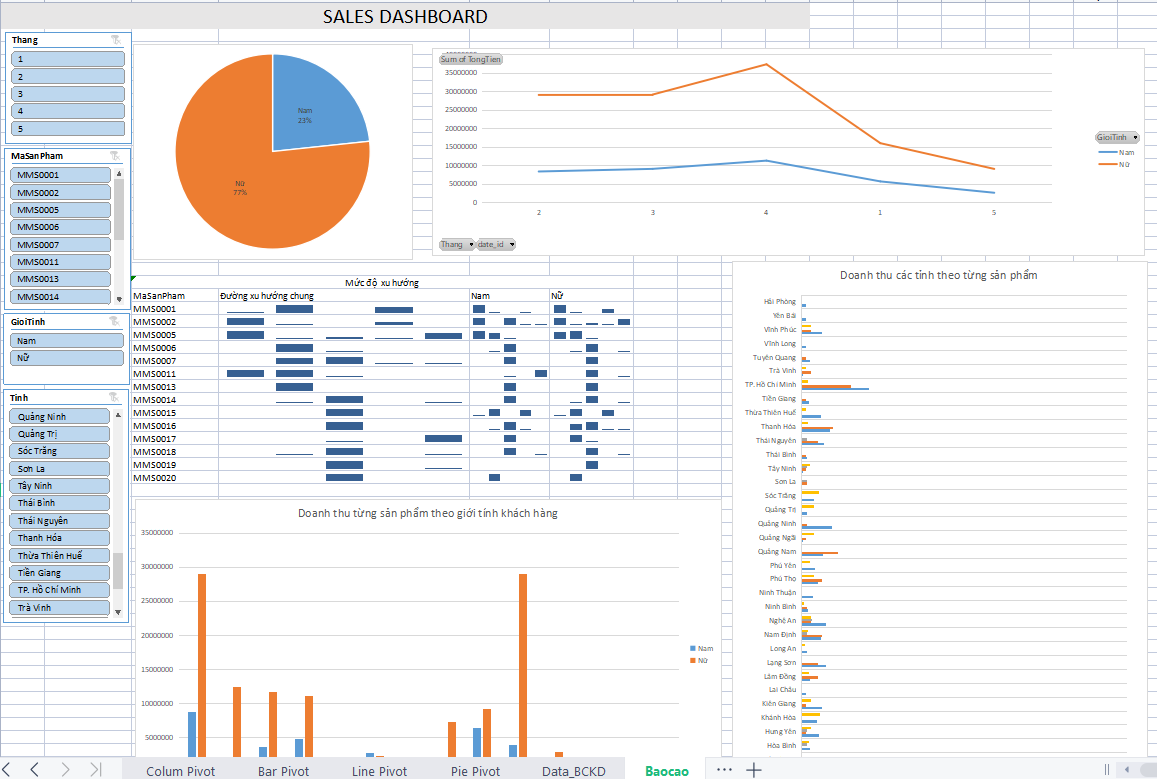 SALES DASHBOARD
Thang
1
2
3
4
5
MaSanPham
MMS0001
MMS0002
MMS0005
MMS0006
MMS0007
MMS0011
MMS0013
MMS0014
GioiTinh
Nam
Nữ
Tinh
Quảng Ninh
Quảng Trị
Sóc Trăng
Sơn La
Tây Ninh
Thái Bình
Thái Nguyên
Thanh Hóa
Thừa Thiên Huế
Tiền Giang
TP. Hồ Chí Minh
Trà Vinh
Nam
23%
Nữ
77%
Sum of TongTien
35000000
30000000
25000000
20000000
15000000
10000000
5000000
0
2 3 4 1 5
Thang date_id
GioiTinh
Nam
Nữ
Mức độ xu hướng
MaSanPham Đường xu hướng chung Nam Nữ
MMS0001
MMS0002
MMS0005
MMS0006
MMS0007
MMS0011
MMS0013
MMS0014
MMS0015
MMS0016
MMS0017
MMS0018
MMS0019
MMS0020
Doanh thu từng sản phẩm theo giới tính khách hàng
35000000
30000000
25000000
20000000
15000000
10000000
5000000
Nam
Nữ
Doanh thu các tỉnh theo từng sản phẩm
Hải Phòng
Yên Bái
Vĩnh Phúc
Vĩnh Long
Tuyên Quang
Trà Vinh
TP. Hồ Chí Minh
Tiền Giang
Thừa Thiên Huế
Thanh Hóa
Thái Nguyên
Thái Bình
Tây Ninh
Sơn La
Sóc Trăng
Quảng Trị
Quảng Ninh
Quảng Ngãi
Quảng Nam
Phú Yên
Phú Thọ
Ninh Thuận
Ninh Bình
Nghệ An
Nam Định
Long An
Lạng Sơn
Lâm Đồng
Lai Châu
Kiên Giang
Khánh Hòa
Hưng Yên
Hòa Bình
Colum Pivot Bar Pivot Line Pivot Pie Pivot Data_BCKD Baocao